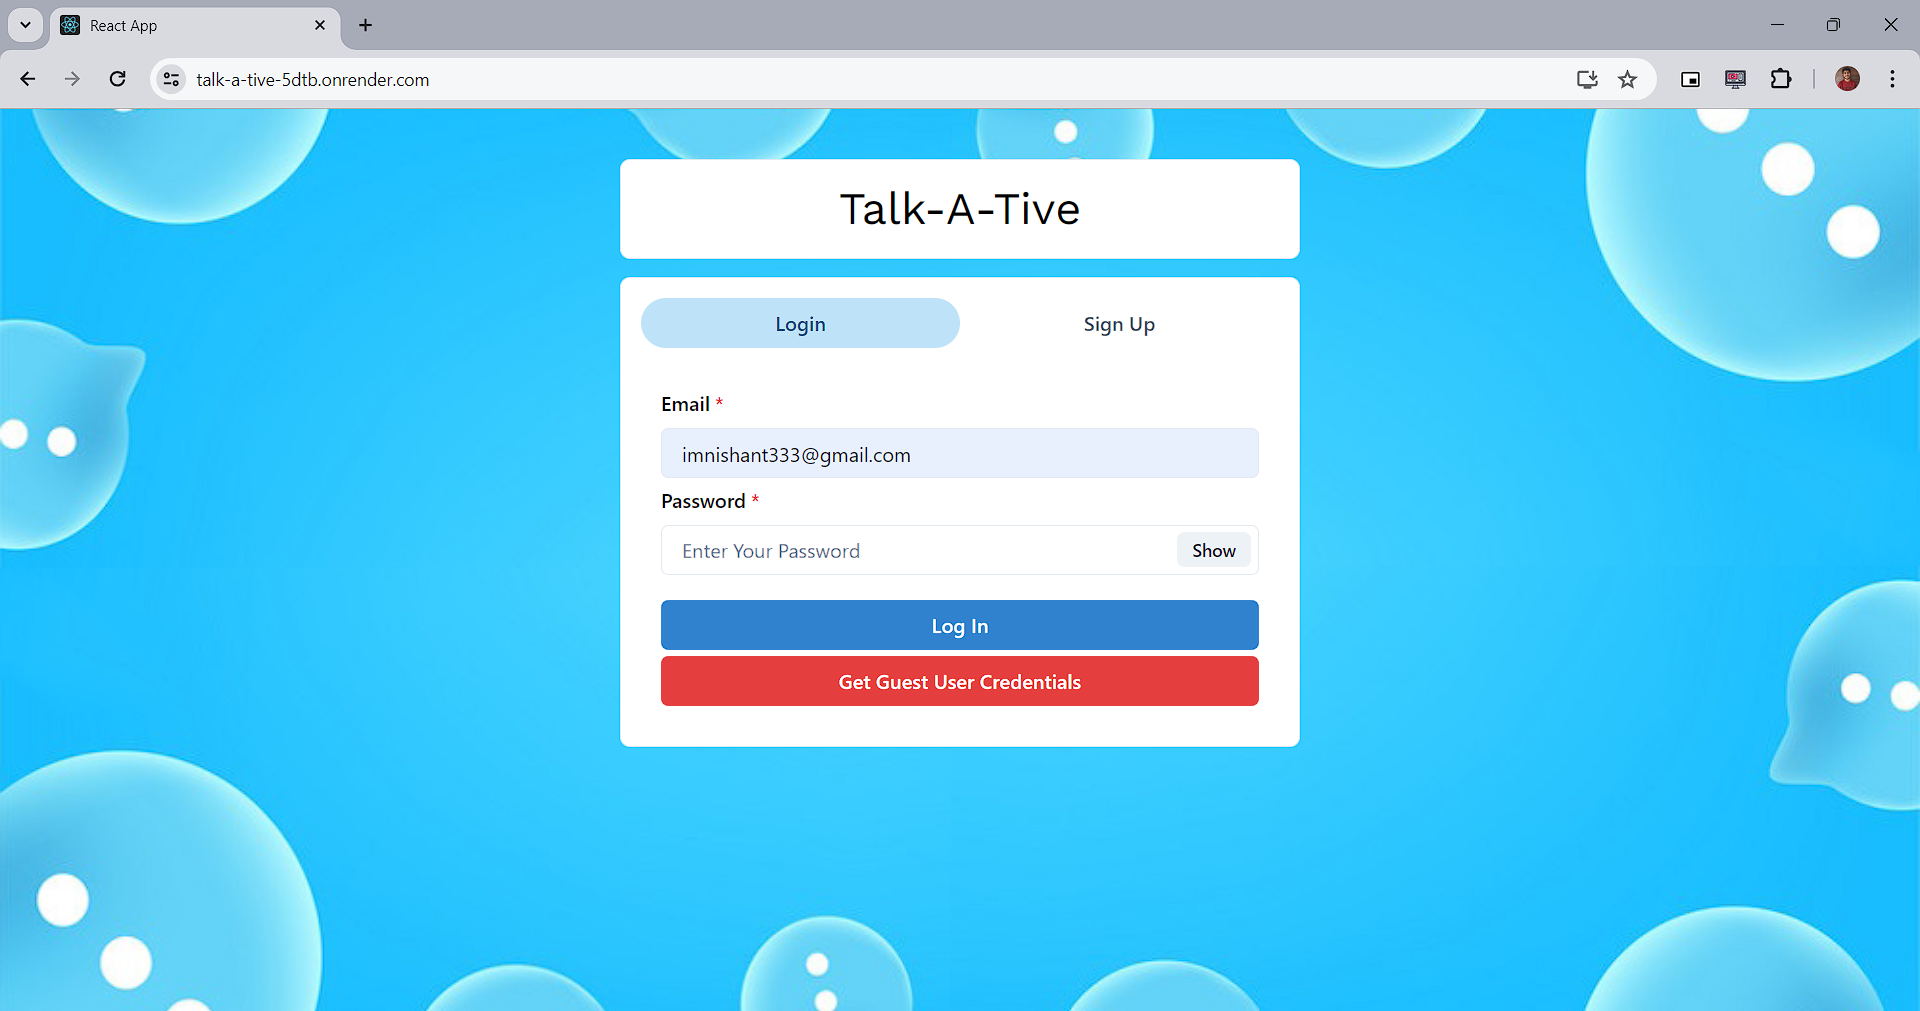 React App
talk-a-tive-5dtb.onrender.com
Talk-A-Tive
Login
Sign Up
Email *
imnishant333@gmail.com
Password *
Enter Your Password
Show
Log In
Get Guest User Credentials